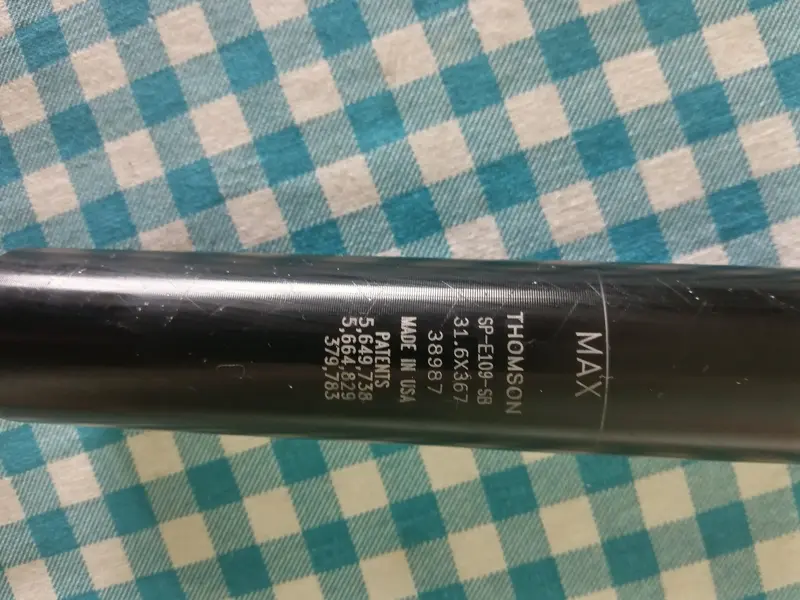 MAX
THOMSON
SP-E109-SB
31.6X367
38987
MADE IN USA
PATENTS
5,649,738
5,664,829
379,783